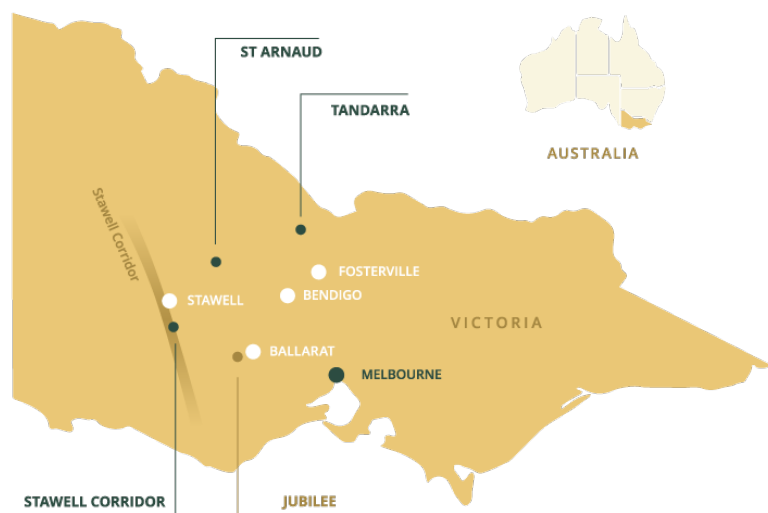 ST ARNAUD
TANDARRA
AUSTRALIA
Stawell Corridor
FOSTERVILLE
BENDIGO
STAWELL
VICTORIA
BALLARAT
MELBOURNE
STAWELL CORRIDOR
JUBILEE